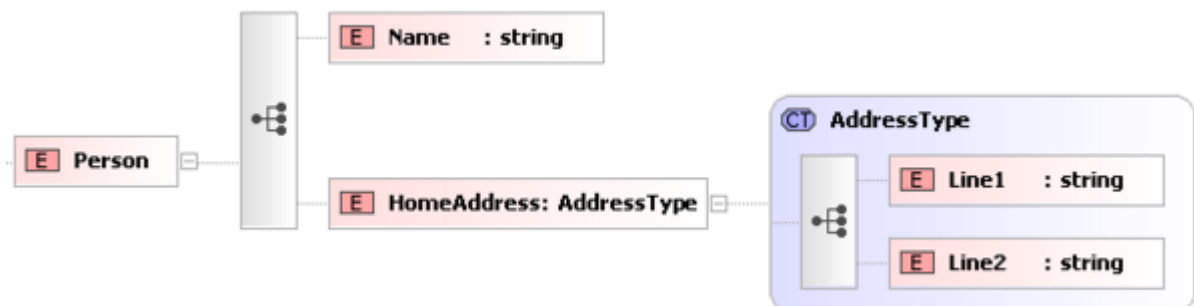 E Name : string
CT AddressType
E Person
E HomeAddress: AddressType
E Line1 : string
E Line2 : string